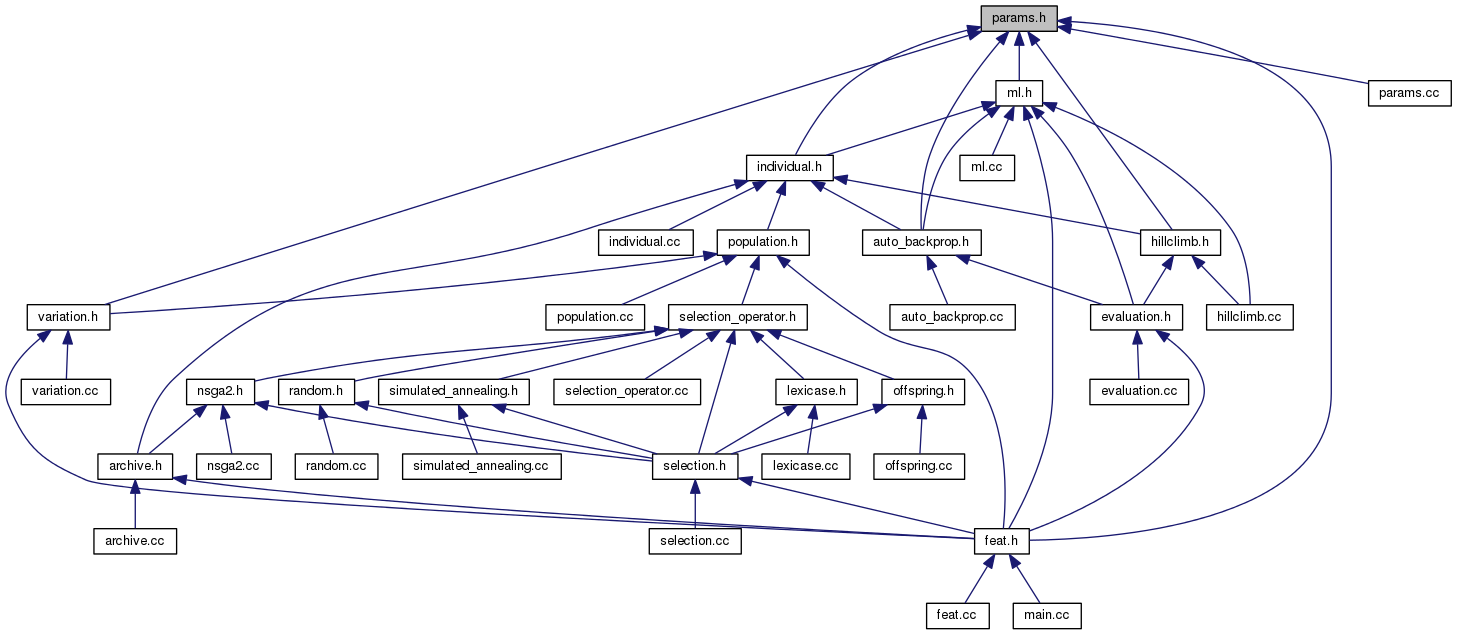 params.h
ml.h
params.cc
individual.h
ml.cc
individual.cc
population.h
auto_backprop.h
hillclimb.h
variation.h
population.cc
selection_operator.h
auto_backprop.cc
evaluation.h
hillclimb.cc
variation.cc
nsga2.h
random.h
simulated_annealing.h
selection_operator.cc
lexicase.h
offspring.h
evaluation.cc
archive.h
nsga2.cc
random.cc
simulated_annealing.cc
selection.h
lexicase.cc
offspring.cc
archive.cc
selection.cc
feat.h
feat.cc
main.cc